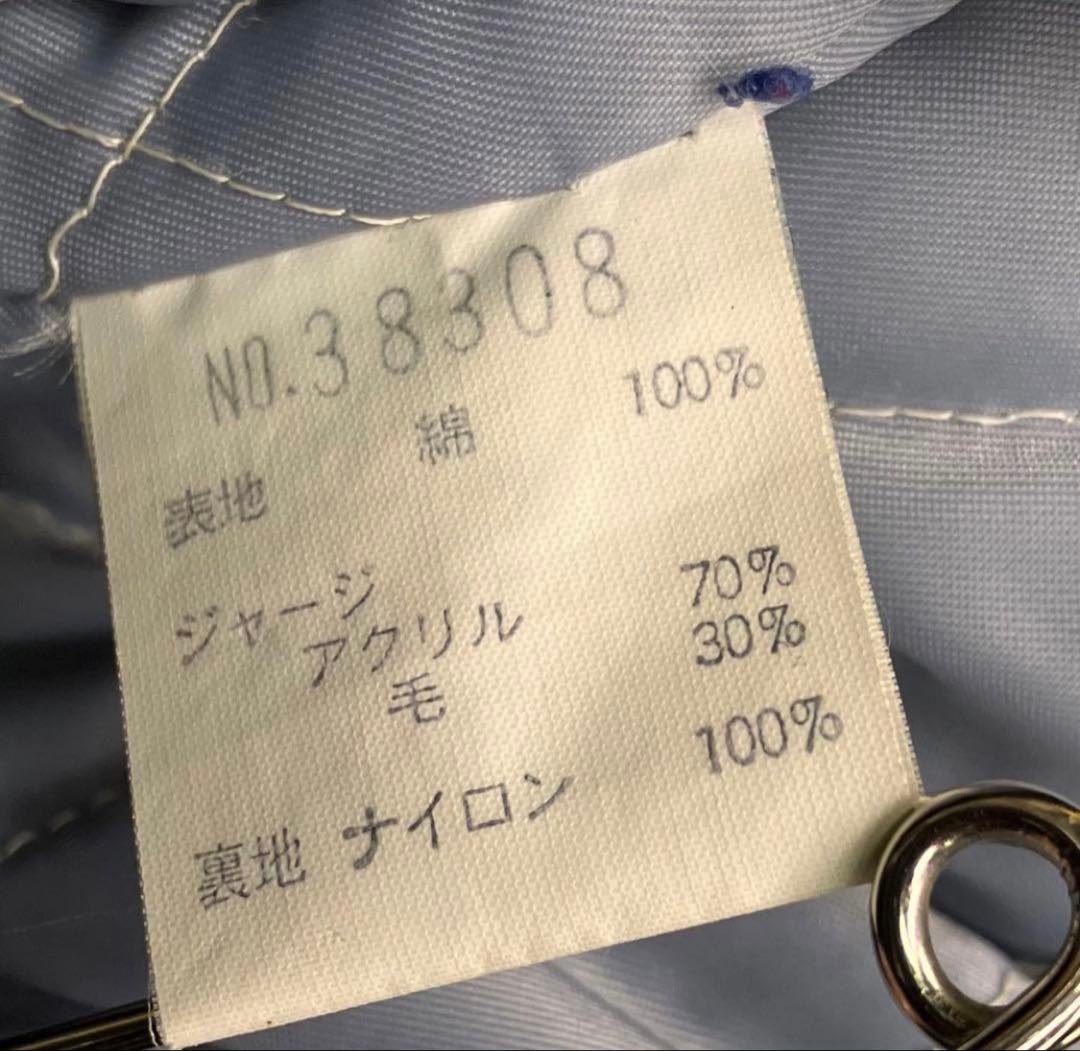 NO.38308
表地 綿 100%
ジャージ
アクリル 70%
毛 30%
裏地 ナイロン 100%